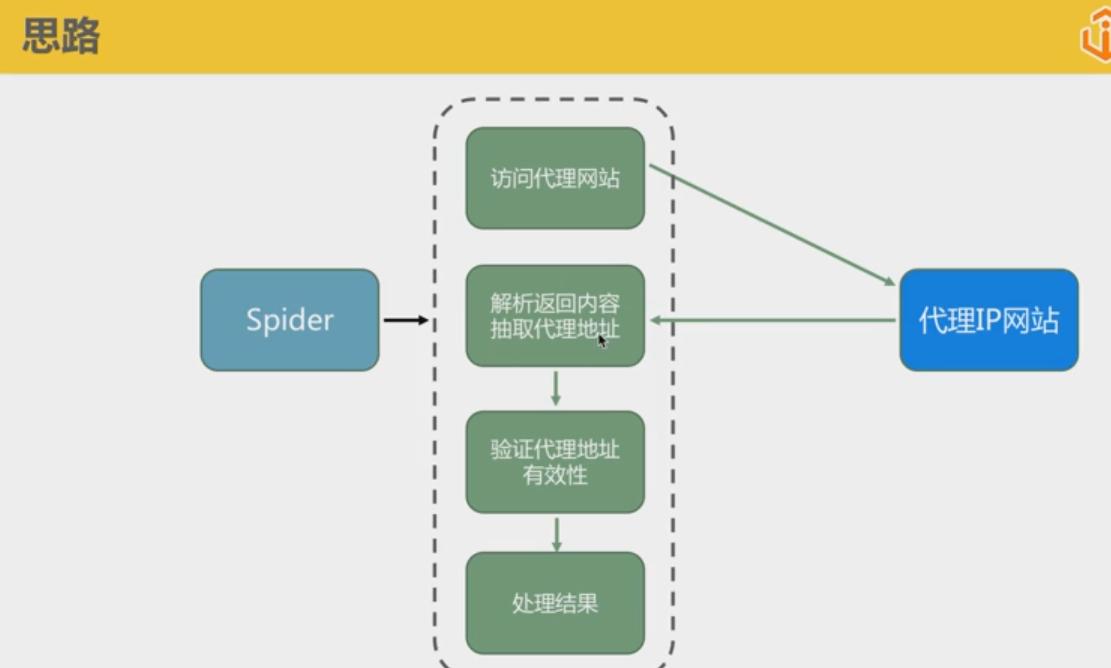 思路
访问代理网站
Spider
解析返回内容
抽取代理地址
代理IP网站
验证代理地址
有效性
处理结果